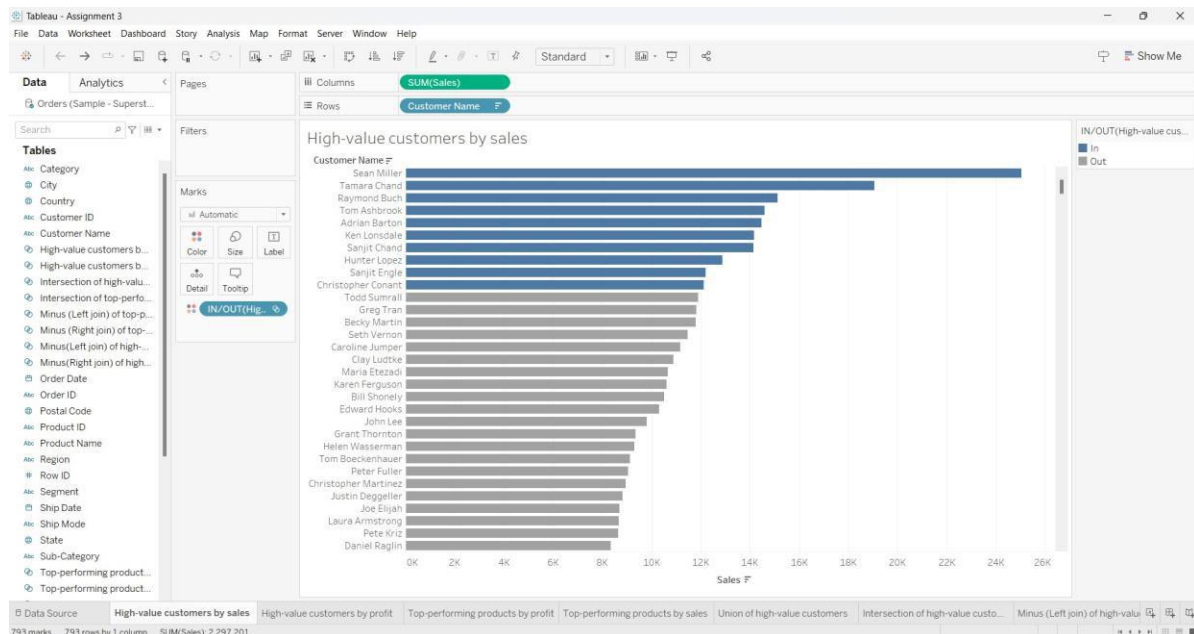 Tableau - Assignment 3
File Data Worksheet Dashboard Story Analysis Map Format Server Window Help
Standard
Show Me
Data Analytics
Orders (Sample - Superst...
Search
Tables
Abc Category
City
Country
Abc Customer ID
Abc Customer Name
High-value customers b...
High-value customers b...
Intersection of high-valu...
Intersection of top-perfo...
Minus (Left join) of top-p...
Minus (Right join) of top-...
Minus(Left join) of high-...
Minus(Right join) of high...
Order Date
Abc Order ID
Postal Code
Abc Product ID
Abc Product Name
Abc Region
# Row ID
Abc Segment
Ship Date
Abc Ship Mode
State
Abc Sub-Category
Top-performing product...
Top-performing product...
Pages
Filters
Marks
Automatic
Color Size Label
Detail Tooltip
IN/OUT(Hig..
Columns SUM(Sales)
Rows Customer Name
High-value customers by sales
Customer Name
Sean Miller
Tamara Chand
Raymond Buch
Tom Ashbrook
Adrian Barton
Ken Lonsdale
Sanjit Chand
Hunter Lopez
Sanjit Engle
Christopher Conant
Todd Sumrall
Greg Tran
Becky Martin
Seth Vernon
Caroline Jumper
Clay Ludtke
Maria Etezadi
Karen Ferguson
Bill Shonely
Edward Hooks
John Lee
Grant Thornton
Helen Wasserman
Tom Boeckenhauer
Peter Fuller
Christopher Martinez
Justin Deggeller
Joe Elijah
Laura Armstrong
Pete Kriz
Daniel Raglin
0K 2K 4K 6K 8K 10K 12K 14K 16K 18K 20K 22K 24K 26K
Sales
IN/OUT(High-value cus...
In
Out
Data Source High-value customers by sales High-value customers by profit Top-performing products by profit Top-performing products by sales Union of high-value customers Intersection of high-value custo... Minus (Left join) of high-valu
793 marks 793 rows by 1 column SUM(Sales): 2,297,201